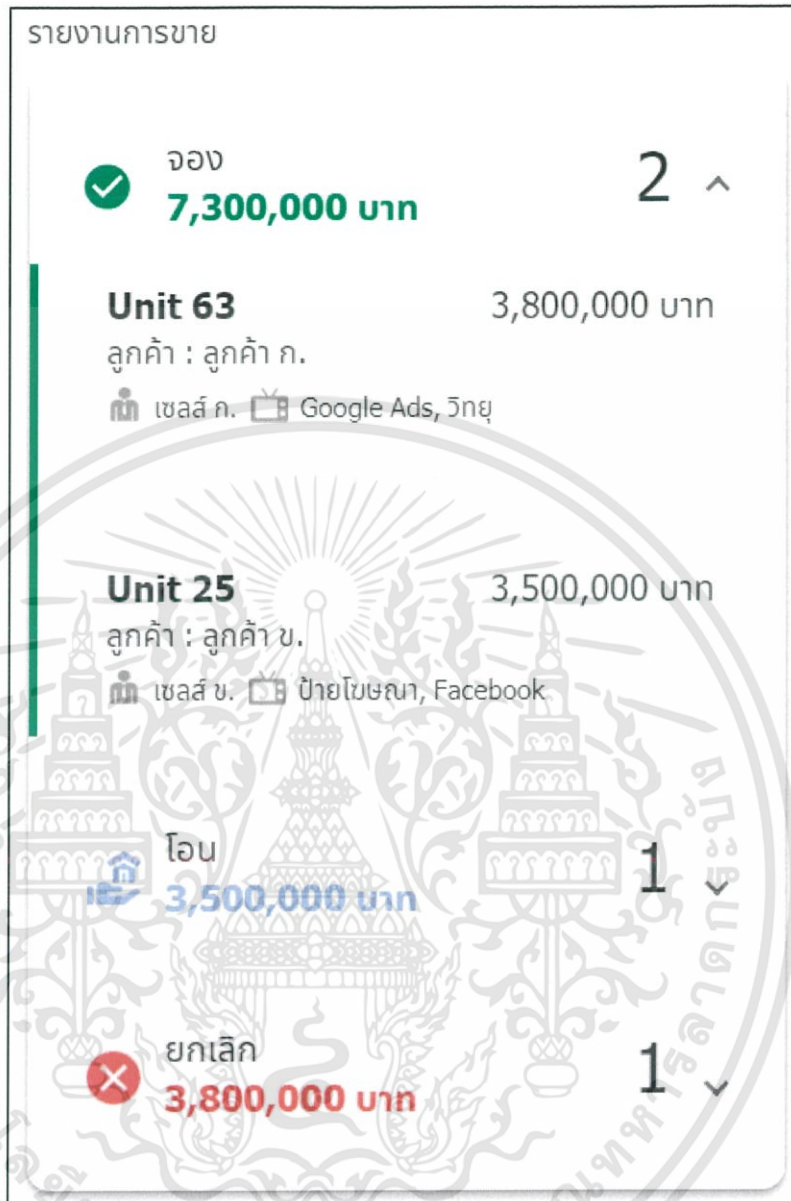 รายงานการขาย
จอง
7,300,000 บาท
2
Unit 63 3,800,000 บาท
ลูกค้า : ลูกค้า ก.
เซลส์ ก. Google Ads, วิทยุ
Unit 25 3,500,000 บาท
ลูกค้า : ลูกค้า ข.
เซลส์ ข. ป้ายโฆษณา, Facebook
โอน
3,500,000 บาท
1
ยกเลิก
3,800,000 บาท
1